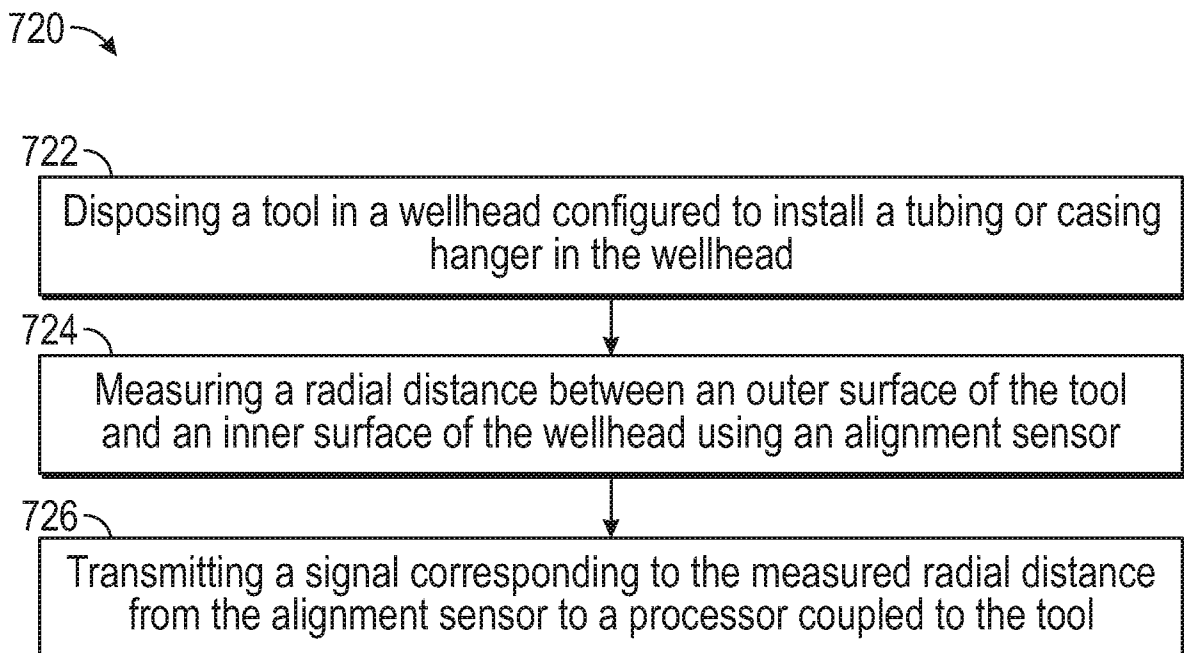 720
722
Disposing a tool in a wellhead configured to install a tubing or casing
hanger in the wellhead
724
Measuring a radial distance between an outer surface of the tool
and an inner surface of the wellhead using an alignment sensor
726
Transmitting a signal corresponding to the measured radial distance
from the alignment sensor to a processor coupled to the tool